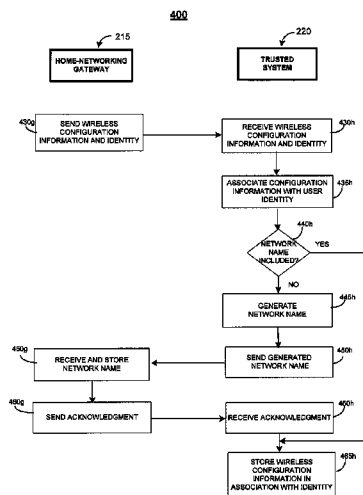 400
215
220
HOME-NETWORKING
GATEWAY
TRUSTED
SYSTEM
430g
SEND WIRELESS
CONFIGURATION
INFORMATION AND IDENTITY
RECEIVE WIRELESS
CONFIGURATION
INFORMATION AND IDENTITY
430h
ASSOCIATE CONFIGURATION
INFORMATION WITH USER
IDENTITY
435h
440h
NETWORK
NAME
INCLUDED?
YES
NO
GENERATE
NETWORK NAME
445h
450g
RECEIVE AND STORE
NETWORK NAME
SEND GENERATED
NETWORK NAME
450h
460g
SEND ACKNOWLEDGMENT
RECEIVE ACKNOWLEDGMENT
460h
STORE WIRELESS
CONFIGURATION
INFORMATION IN
ASSOCIATION WITH IDENTITY
465h